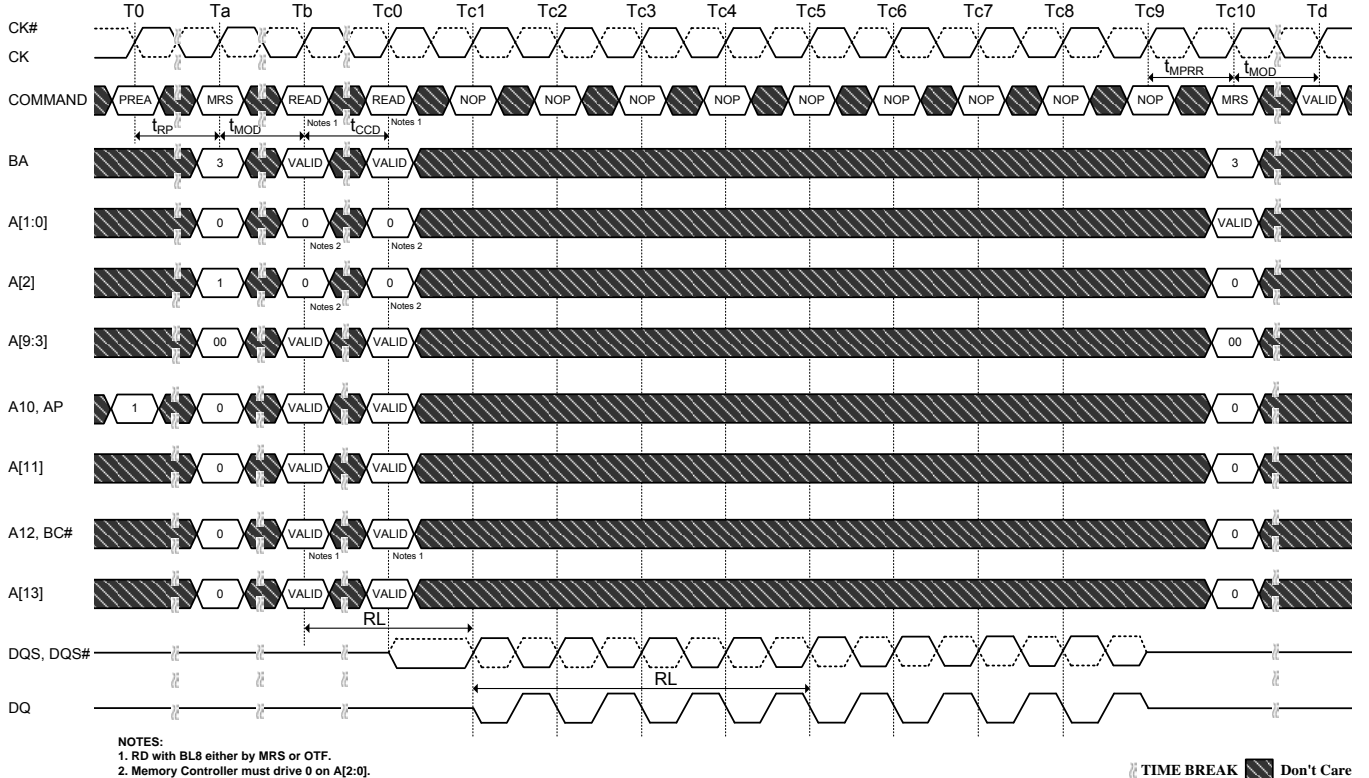 T0 Ta Tb Tc0 Tc1 Tc2 Tc3 Tc4 Tc5 Tc6 Tc7 Tc8 Tc9 Tc10 Td
CK#
CK
tMPRR tMOD
COMMAND PREA MRS READ READ NOP NOP NOP NOP NOP NOP NOP NOP NOP MRS VALID
Notes 1 Notes 1
tRP tMOD tCCD
BA 3 VALID VALID 3
A[1:0] 0 0 0 VALID
Notes 2 Notes 2
A[2] 1 0 0 0
Notes 2 Notes 2
A[9:3] 00 VALID VALID 00
A10, AP 1 0 VALID VALID 0
A[11] 0 VALID VALID 0
A12, BC# 0 VALID VALID 0
Notes 1 Notes 1
A[13] 0 VALID VALID 0
RL
DQS, DQS#
RL
DQ
NOTES:
1. RD with BL8 either by MRS or OTF.
2. Memory Controller must drive 0 on A[2:0].
TIME BREAK Don't Care